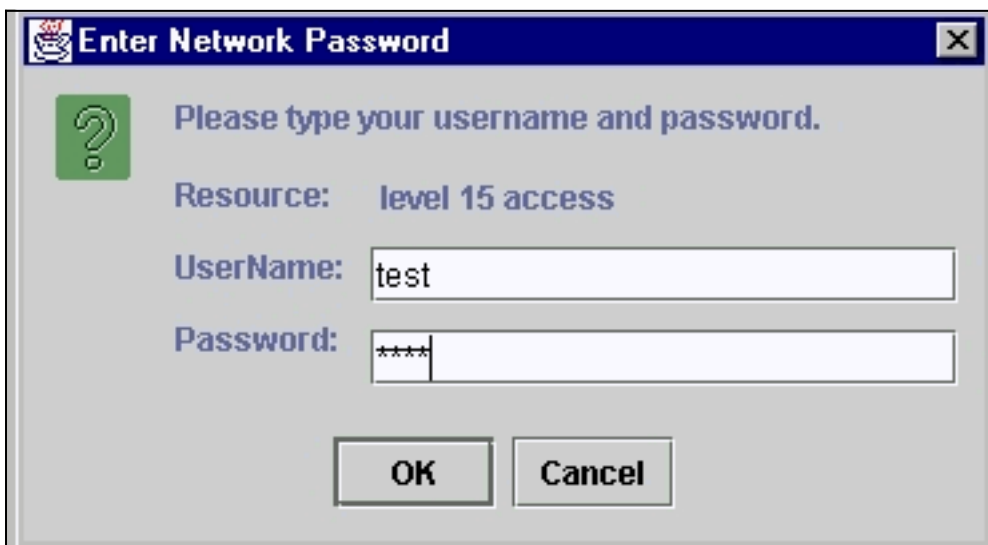 Enter Network Password
Please type your username and password.
Resource: level 15 access
UserName: test
Password: ****
OK Cancel